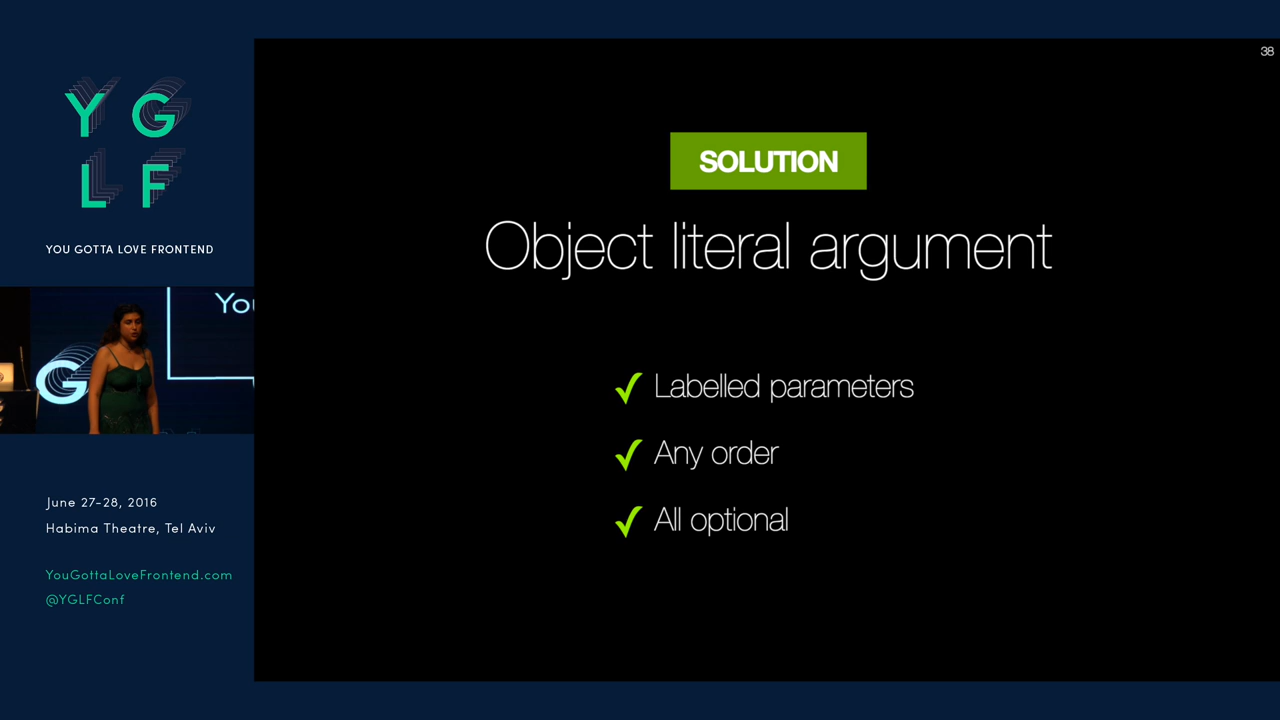 Y G
L F
YOU GOTTA LOVE FRONTEND
You
G
June 27-28, 2016
Habima Theatre, Tel Aviv
YouGottaLoveFrontend.com
@YGLFConf
38
SOLUTION
Object literal argument
✓ Labelled parameters
✓ Any order
✓ All optional